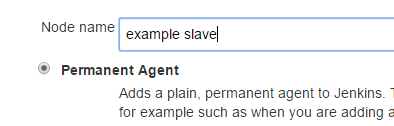 Node name example slave
Permanent Agent
Adds a plain, permanent agent to Jenkins.
for example such as when you are adding a